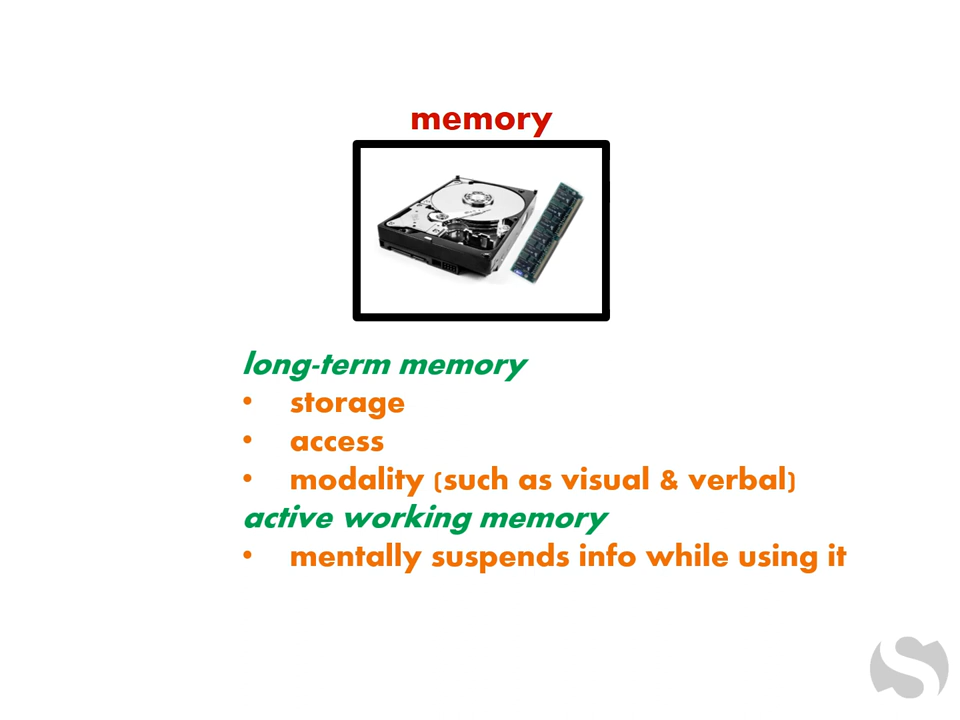 memory
long-term memory
• storage
• access
• modality (such as visual & verbal)
active working memory
• mentally suspends info while using it
S